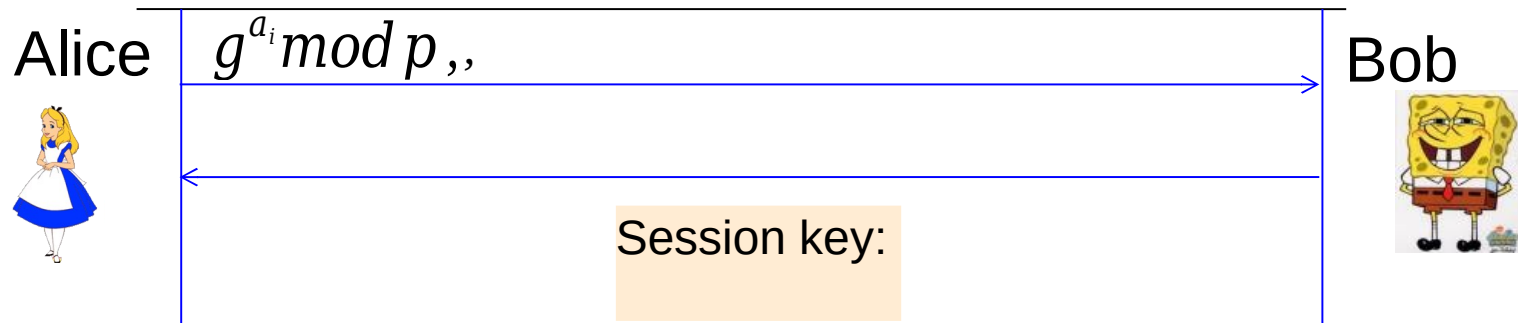 Alice
g^{a_i} mod p ,,
Bob
Session key: